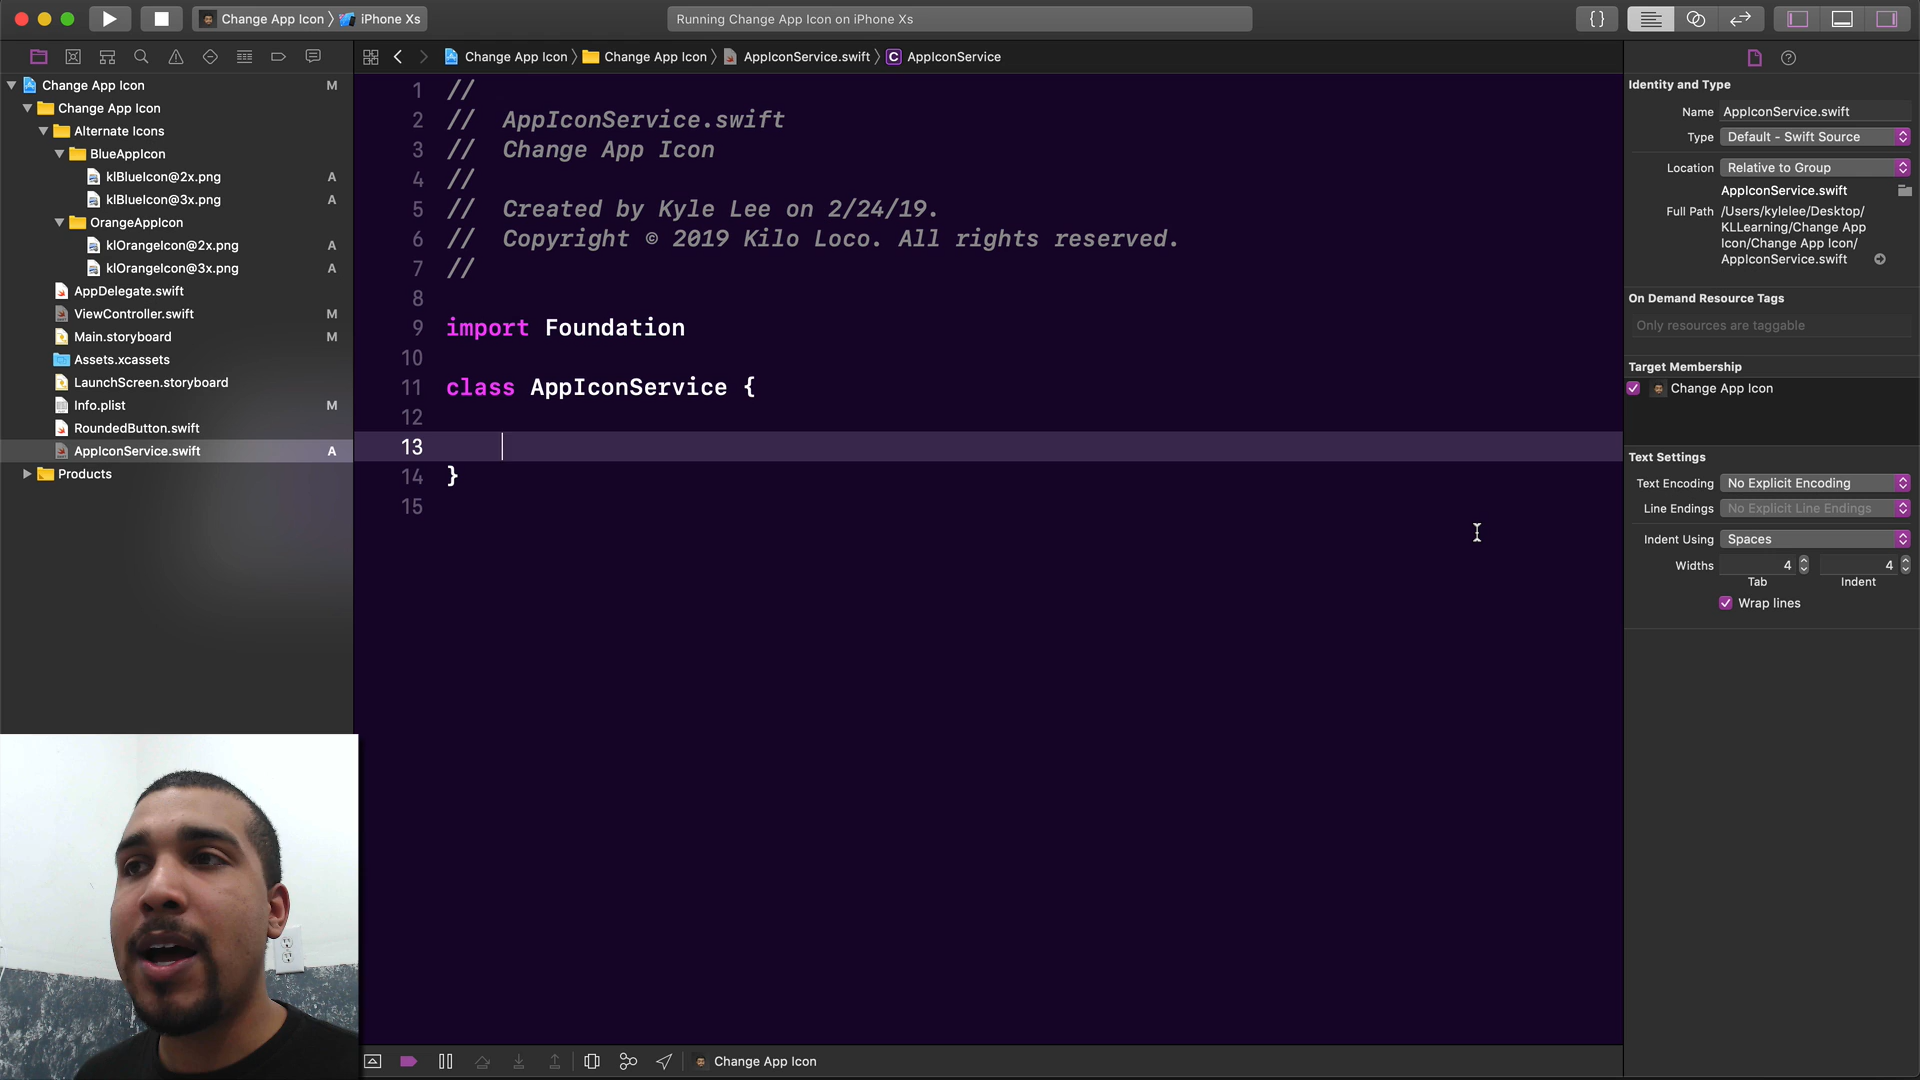 Change App Icon
iPhone Xs
Running Change App Icon on iPhone Xs
{}
Change App Icon
Change App Icon
AppIconService.swift
C
AppIconService
Change App Icon M
Change App Icon
Alternate Icons
BlueAppIcon
klBlueIcon@2x.png A
klBlueIcon@3x.png A
OrangeAppIcon
klOrangeIcon@2x.png A
klOrangeIcon@3x.png A
AppDelegate.swift
ViewController.swift M
Main.storyboard M
Assets.xcassets
LaunchScreen.storyboard
Info.plist M
RoundedButton.swift
AppIconService.swift A
Products
1 //
2 //  AppIconService.swift
3 //  Change App Icon
4 //
5 //  Created by Kyle Lee on 2/24/19.
6 //  Copyright © 2019 Kilo Loco. All rights reserved.
7 //
8
9 import Foundation
10
11 class AppIconService {
12
13
14 }
15
Identity and Type
Name AppIconService.swift
Type Default - Swift Source
Location Relative to Group
AppIconService.swift
Full Path /Users/kylelee/Desktop/
KLLearning/Change App
Icon/Change App Icon/
AppIconService.swift
On Demand Resource Tags
Only resources are taggable
Target Membership
Change App Icon
Text Settings
Text Encoding No Explicit Encoding
Line Endings No Explicit Line Endings
Indent Using Spaces
Widths 4 4
Tab Indent
Wrap lines
Change App Icon